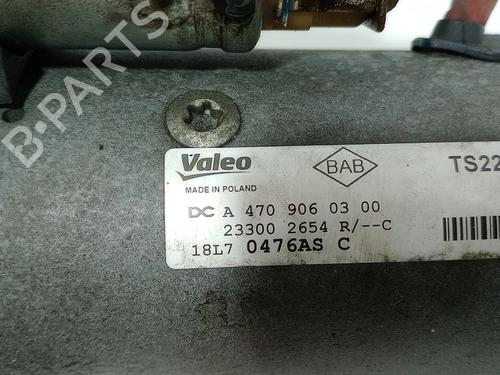 B-PARTS
Valeo
BAB
TS22
MADE IN POLAND
DC A 470 906 03 00
23300 2654 R/--C
18L7 0476AS C